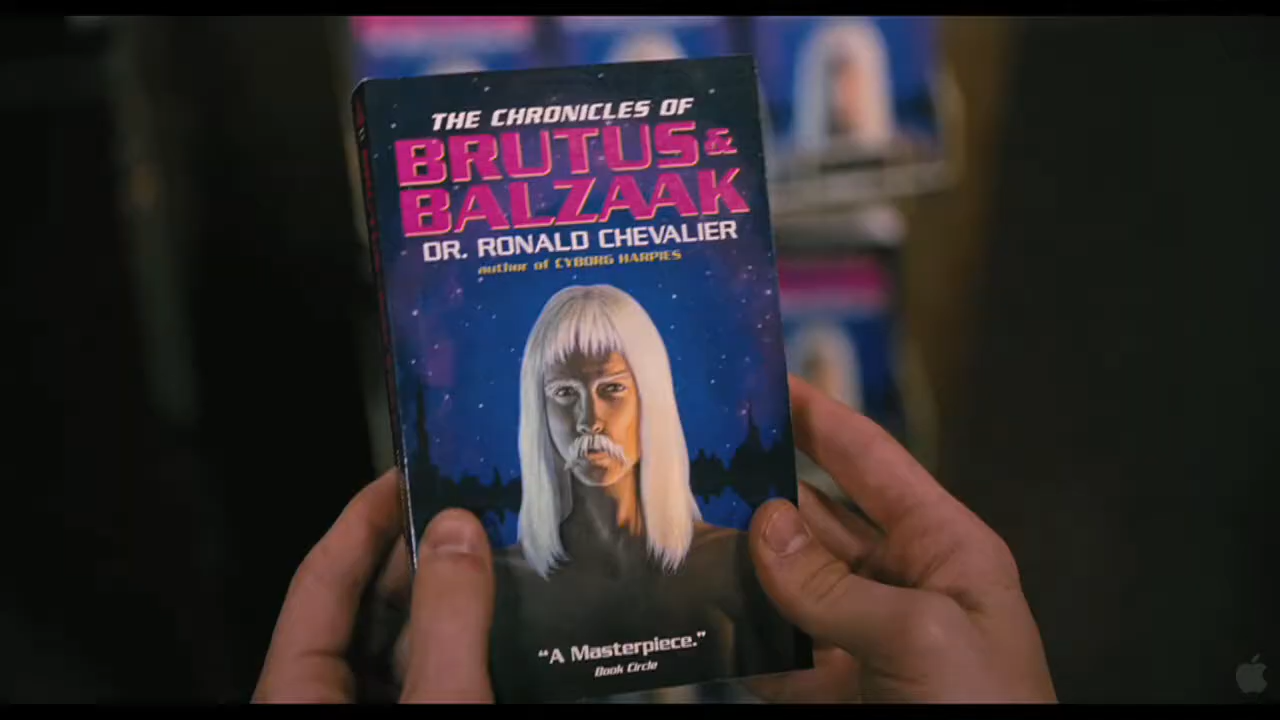 THE CHRONICLES OF
BRUTUS &
BALZAAK
DR. RONALD CHEVALIER
author of CYBORG HARPIES
"A Masterpiece."
Book Circle